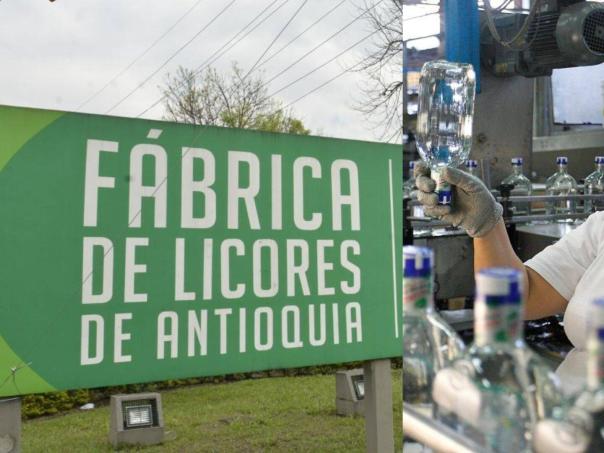 FÁBRICA
DE LICORES
DE ANTIOQUIA